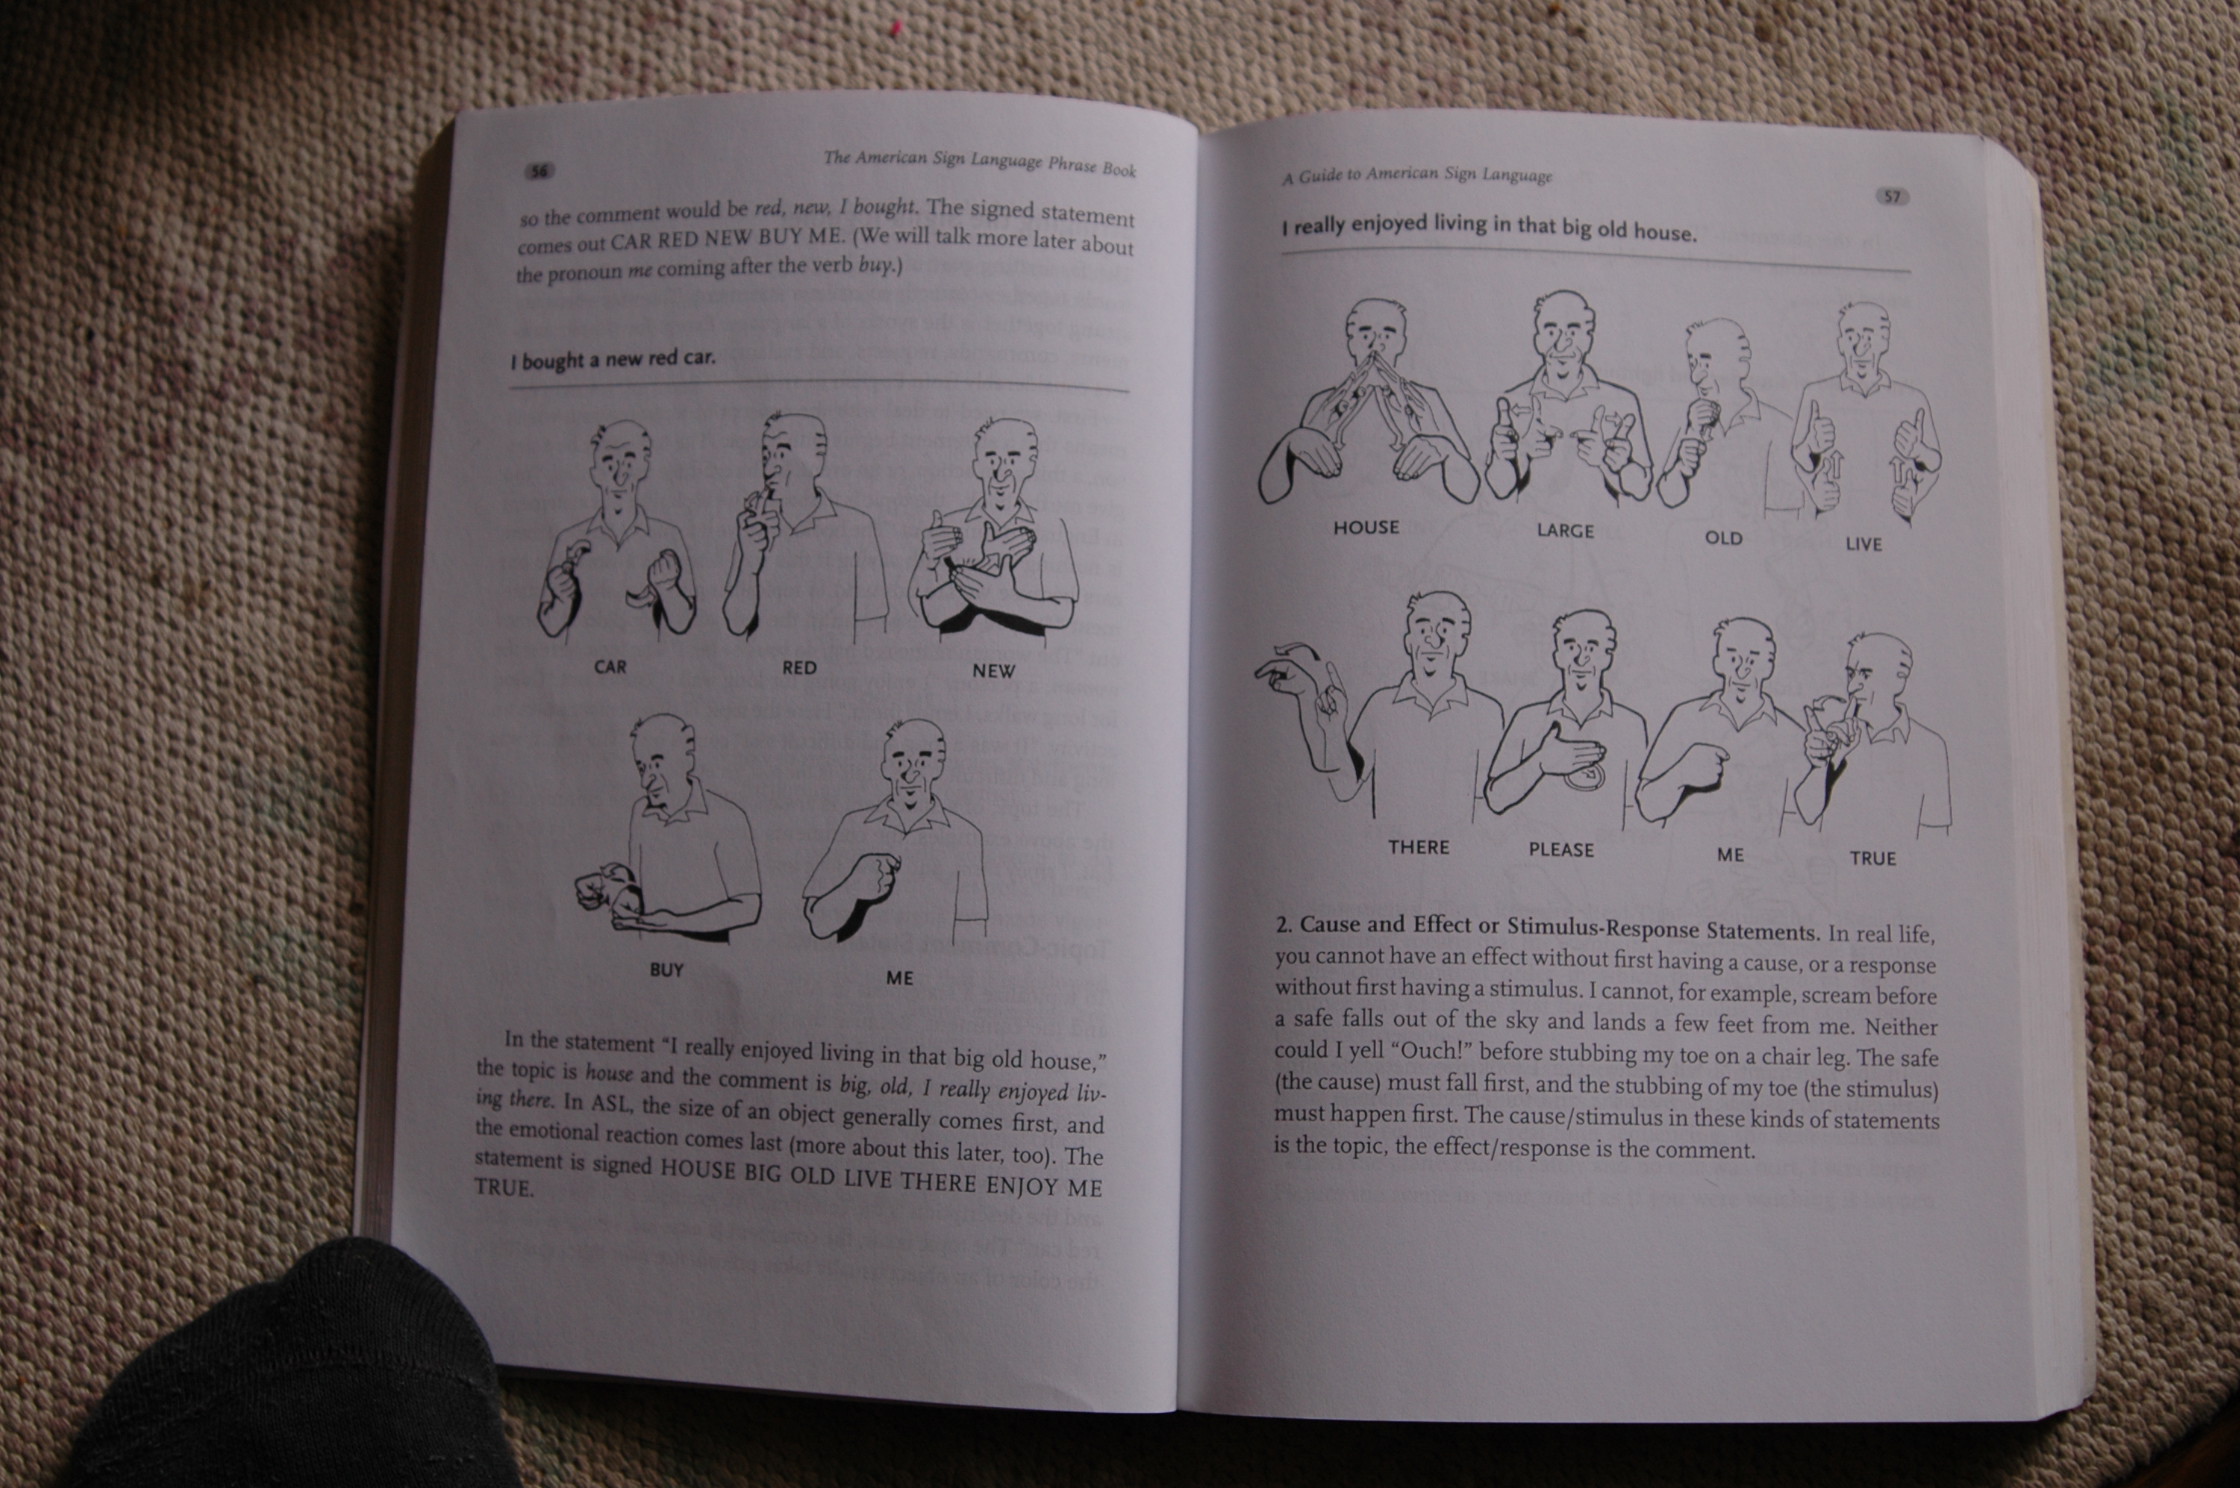 56
The American Sign Language Phrase Book
so the comment would be red, new, I bought. The signed statement
comes out CAR RED NEW BUY ME. (We will talk more later about
the pronoun me coming after the verb buy.)
I bought a new red car.
CAR RED NEW
BUY ME
In the statement “I really enjoyed living in that big old house,”
the topic is house and the comment is big, old, I really enjoyed liv-
ing there. In ASL, the size of an object generally comes first, and
the emotional reaction comes last (more about this later, too). The
statement is signed HOUSE BIG OLD LIVE THERE ENJOY ME
TRUE.
A Guide to American Sign Language
57
I really enjoyed living in that big old house.
HOUSE LARGE OLD LIVE
THERE PLEASE ME TRUE
2. Cause and Effect or Stimulus-Response Statements. In real life,
you cannot have an effect without first having a cause, or a response
without first having a stimulus. I cannot, for example, scream before
a safe falls out of the sky and lands a few feet from me. Neither
could I yell “Ouch!” before stubbing my toe on a chair leg. The safe
(the cause) must fall first, and the stubbing of my toe (the stimulus)
must happen first. The cause/stimulus in these kinds of statements
is the topic, the effect/response is the comment.